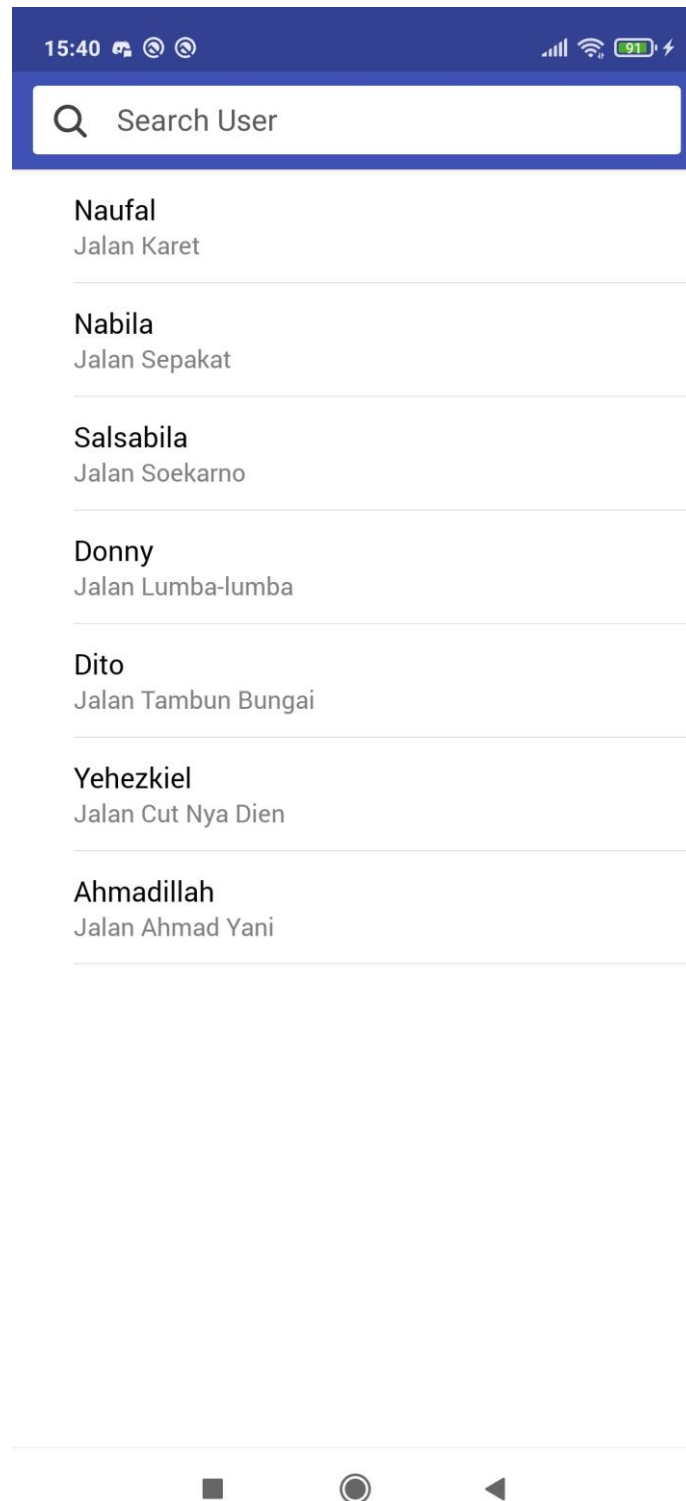 15:40
91
Search User
Naufal
Jalan Karet
Nabila
Jalan Sepakat
Salsabila
Jalan Soekarno
Donny
Jalan Lumba-lumba
Dito
Jalan Tambun Bungai
Yehezkiel
Jalan Cut Nya Dien
Ahmadillah
Jalan Ahmad Yani